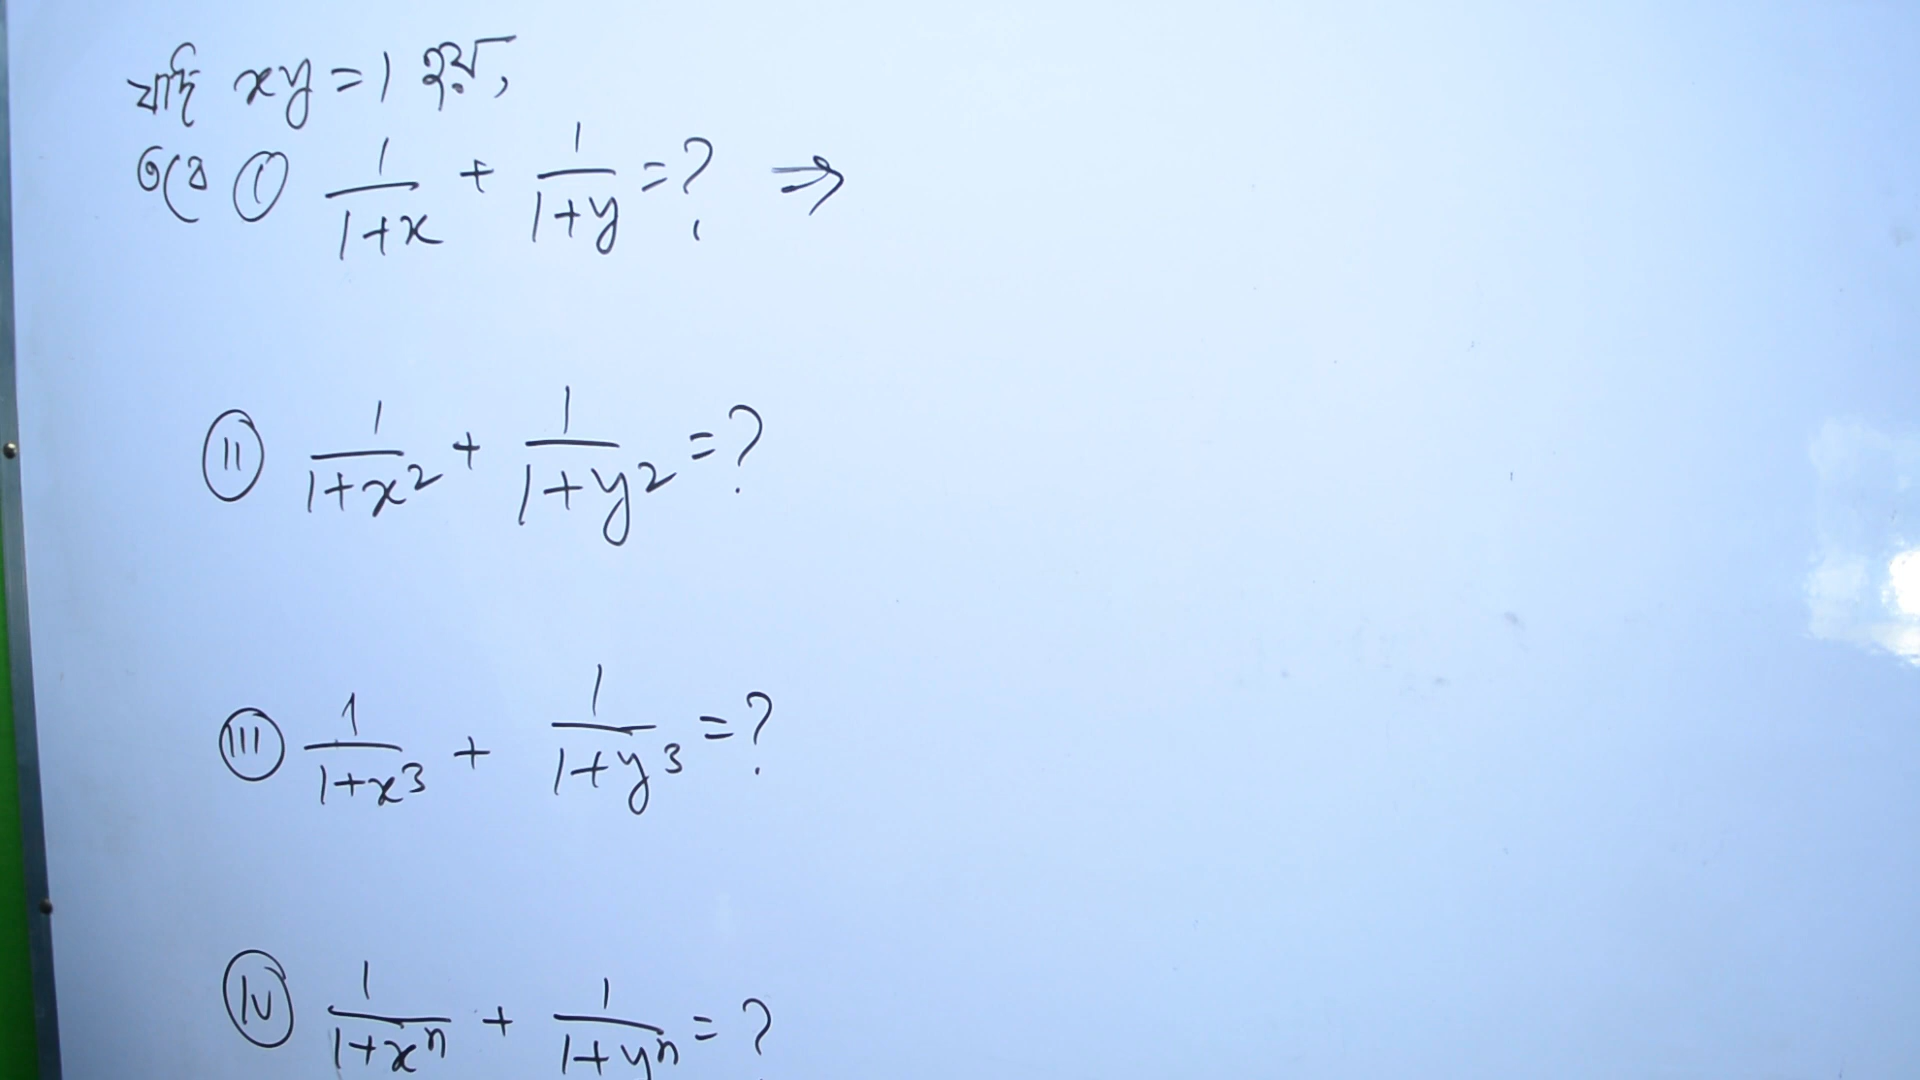 যদি xy = 1 হয়,
তবে (i) 1/(1+x) + 1/(1+y) = ? ⇒
(ii) 1/(1+x²) + 1/(1+y²) = ?
(iii) 1/(1+x³) + 1/(1+y³) = ?
(iv) 1/(1+xⁿ) + 1/(1+yⁿ) = ?